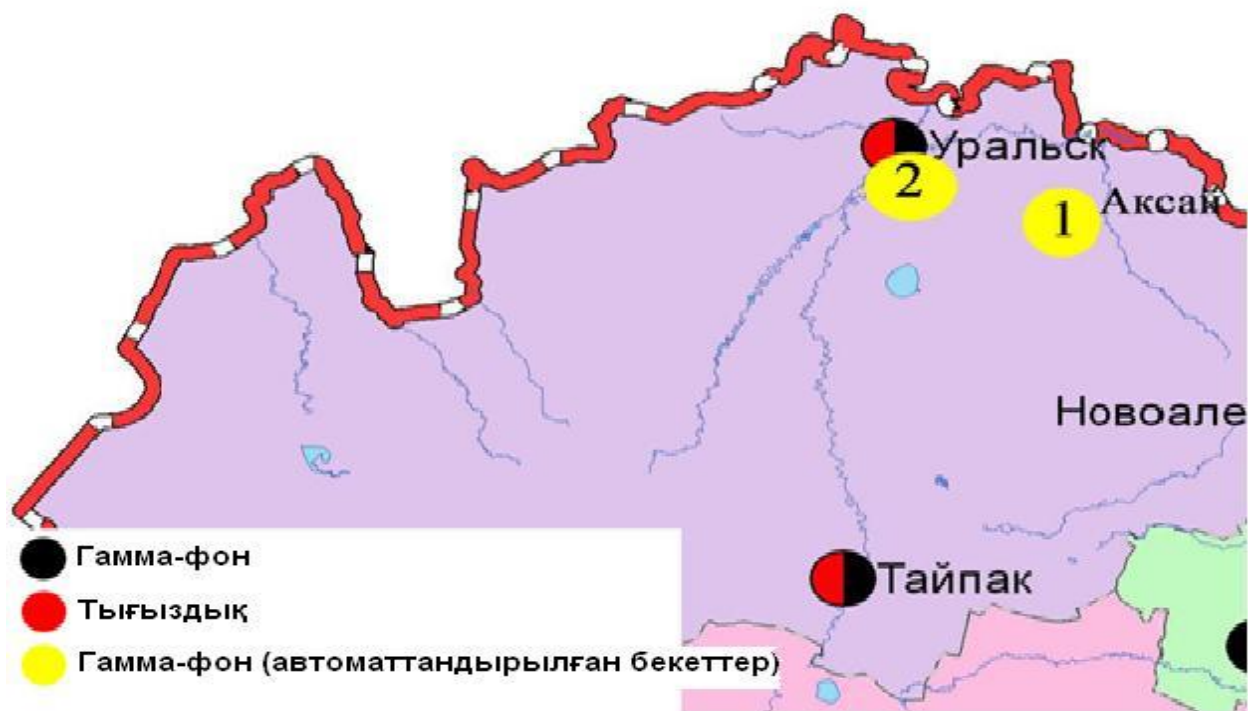 Уральск
2
1
Аксай
Новоале
Тайпак
Гамма-фон
Тығыздық
Гамма-фон (автоматтандырылған бекеттер)